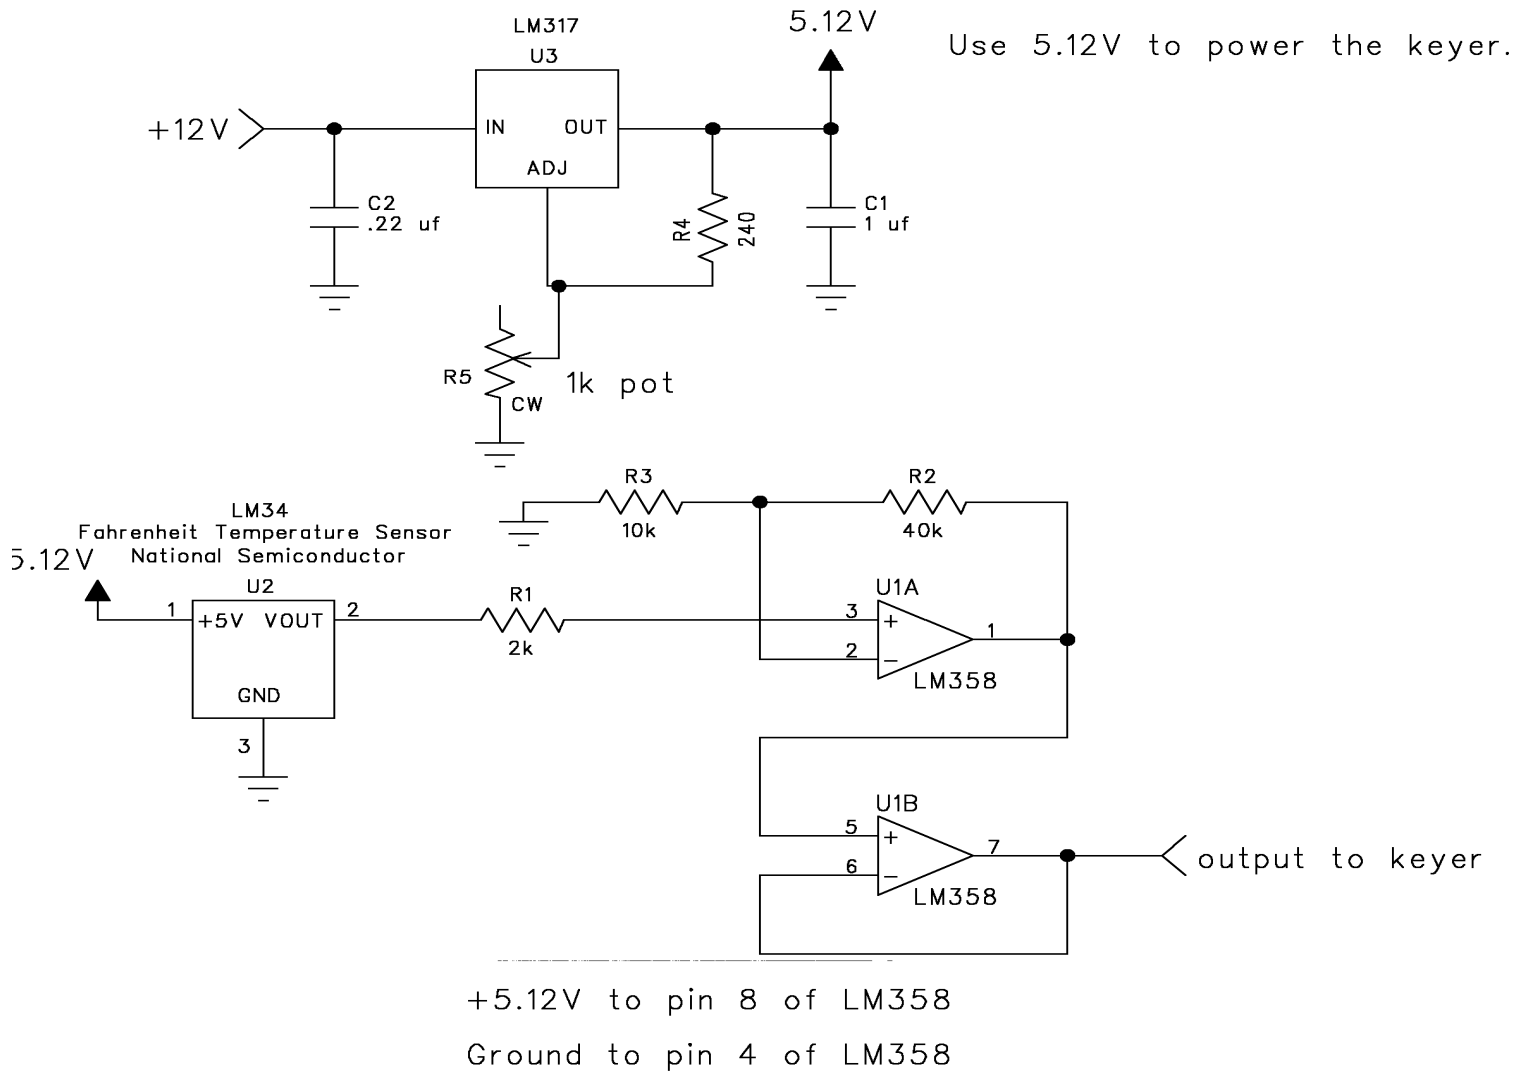 LM317
U3
5.12V
Use 5.12V to power the keyer.
+12V
IN
OUT
ADJ
C2
.22 uf
R4
240
C1
1 uf
R5
1k pot
CW
R3
10k
R2
40k
LM34
Fahrenheit Temperature Sensor
National Semiconductor
5.12V
U2
1
+5V VOUT
2
GND
3
R1
2k
U1A
3
+
2
−
1
LM358
U1B
5
+
6
−
7
LM358
output to keyer
+5.12V to pin 8 of LM358
Ground to pin 4 of LM358